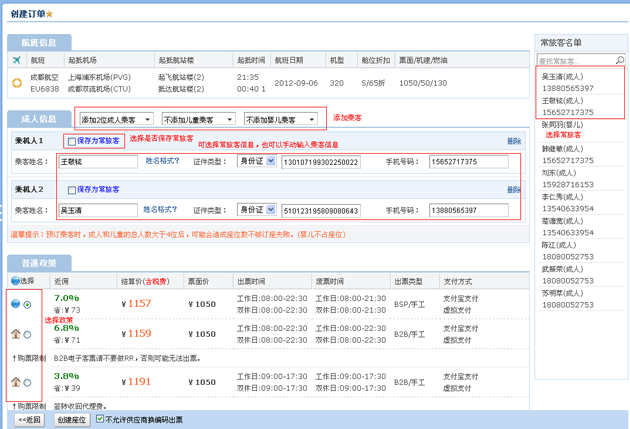 创建订单
航班信息
航班 起抵机场 起抵航站楼 起抵时间 航班日期 机型 舱位折扣 票面/机建/燃油
成都航空 上海浦东机场(PVG) 起飞航站楼(2) 21:35
EU6838 成都双流机场(CTU) 抵达航站楼(2) 00:40 1
2012-09-06 320 S/65折 1050/50/130
成人信息 添加2位成人乘客 不添加儿童乘客 不添加婴儿乘客 添加乘客
乘机人1 保存为常旅客 选择是否保存常旅客 可选择常旅客信息,也可以手动输入乘客信息 删除
乘客姓名: 王敬铉 姓名格式? 证件类型: 身份证 130107199302250022 手机号码: 15652717375
乘机人2 保存为常旅客 删除
乘客姓名: 吴玉清 姓名格式? 证件类型: 身份证 510123195809080643 手机号码: 13880565397
温馨提示:预订乘客时,成人和儿童的总人数大于4位后,可能会造成座位数不够订座失败。(婴儿不占座位)
普通政策
选择 返佣 结算价(含税费) 票面价 出票时间 废票时间 出票类型 支付方式
7.0% ¥1157 ¥1050 工作日:08:00-22:30 工作日:08:00-21:30 BSP/手工 支付宝支付
省:¥73 双休日:08:00-22:30 双休日:08:00-21:30 虚拟支付
选择政策
6.8% ¥1159 ¥1050 工作日:08:00-22:30 工作日:08:00-22:30 B2B/手工 支付宝支付
省:¥71 双休日:08:00-22:30 双休日:08:00-22:30 虚拟支付
↑购票限制 B2B电子客票请不要做RR,否则可能无法出票。
3.8% ¥1191 ¥1050 工作日:09:00-17:30 工作日:09:00-17:30 B2B/手工 支付宝支付
省:¥39 双休日:09:00-17:30 双休日:09:00-17:30 虚拟支付
↑购票限制 签转收回代理费。
<<返回 创建座位 不允许供应商换编码出票
常旅客名单
查找常旅客...
吴玉清(成人)
13880565397
王敬铉(成人)
15652717375
张同羽(婴儿)
选择常旅客
韩建敏(成人)
15652717375
刘东(成人)
15928716153
李仁秀(成人)
13540633954
楚德宽(成人)
13540633954
陈江(成人)
18080052753
武振荣(成人)
18080052753
苏明翠(成人)
18080052753